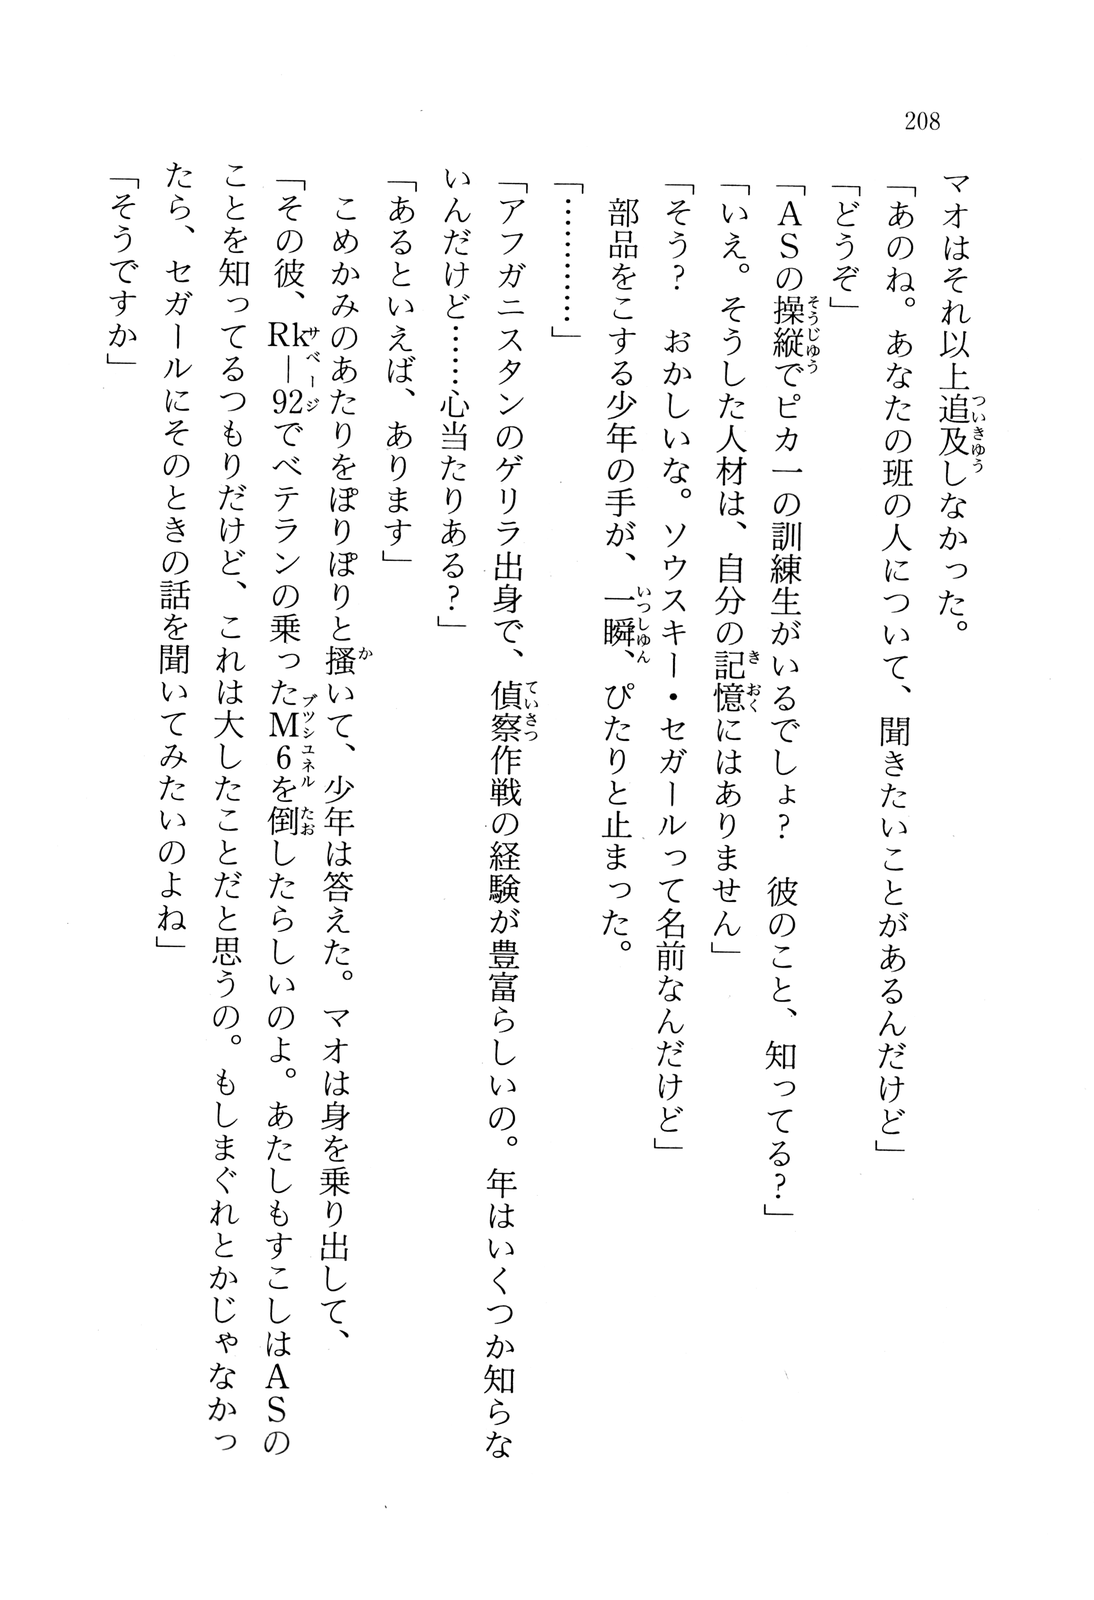 208
マオはそれ以上追及しなかった。
「あのね。あなたの班の人について、聞きたいことがあるんだけど」
「どうぞ」
「ＡＳの操縦でピカ一の訓練生がいるでしょ？　彼のこと、知ってる？」
「いえ。そうした人材は、自分の記憶にはありません」
「そう？　おかしいな。ソウスキー・セガールって名前なんだけど」
　部品をこする少年の手が、一瞬、ぴたりと止まった。
「…………」
「アフガニスタンのゲリラ出身で、偵察作戦の経験が豊富らしいの。年はいくつか知らな
いんだけど……心当たりある？」
「あるといえば、あります」
　こめかみのあたりをぽりぽりと掻いて、少年は答えた。マオは身を乗り出して、
「その彼、Rk―92でベテランの乗ったＭ６を倒したらしいのよ。あたしもすこしはＡＳの
ことを知ってるつもりだけど、これは大したことだと思うの。もしまぐれとかじゃなかっ
たら、セガールにそのときの話を聞いてみたいのよね」
「そうですか」